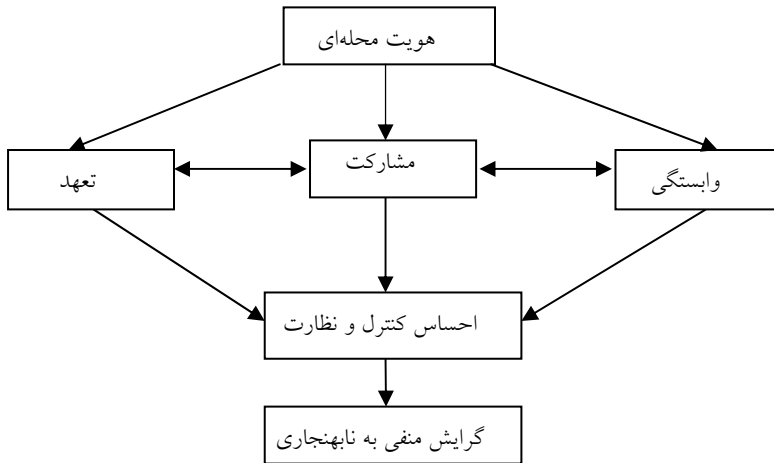 هویت محله‌ای
وابستگی
مشارکت
تعهد
احساس کنترل و نظارت
گرایش منفی به نابهنجاری